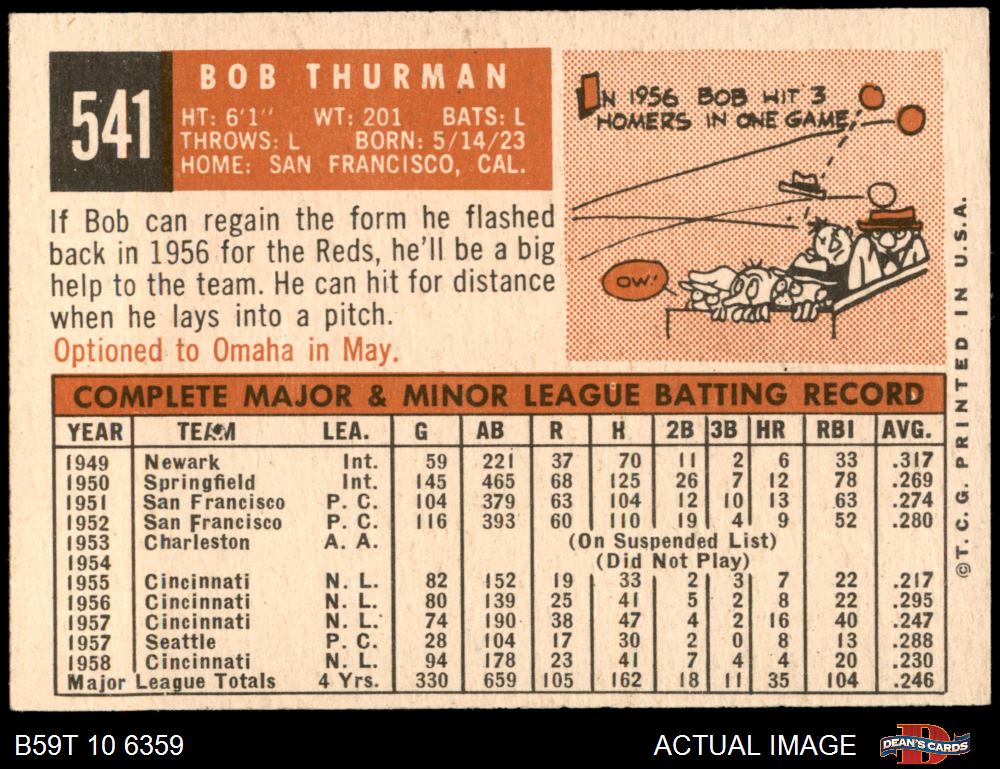 541
BOB THURMAN
HT: 6'1" WT: 201 BATS: L
THROWS: L BORN: 5/14/23
HOME: SAN FRANCISCO, CAL.
If Bob can regain the form he flashed
back in 1956 for the Reds, he'll be a big
help to the team. He can hit for distance
when he lays into a pitch.
Optioned to Omaha in May.
IN 1956 BOB HIT 3
HOMERS IN ONE GAME!
OW!
COMPLETE MAJOR & MINOR LEAGUE BATTING RECORD
YEAR TEAM LEA. G AB R H 2B 3B HR RBI AVG.
1949 Newark Int. 59 221 37 70 11 2 6 33 .317
1950 Springfield Int. 145 465 68 125 26 7 12 78 .269
1951 San Francisco P. C. 104 379 63 104 12 10 13 63 .274
1952 San Francisco P. C. 116 393 60 110 19 4 9 52 .280
1953 Charleston A. A. (On Suspended List)
1954 (Did Not Play)
1955 Cincinnati N. L. 82 152 19 33 2 3 7 22 .217
1956 Cincinnati N. L. 80 139 25 41 5 2 8 22 .295
1957 Cincinnati N. L. 74 190 38 47 4 2 16 40 .247
1957 Seattle P. C. 28 104 17 30 2 0 8 13 .288
1958 Cincinnati N. L. 94 178 23 41 7 4 4 20 .230
Major League Totals 4 Yrs. 330 659 105 162 18 11 35 104 .246
© T. C. G. PRINTED IN U.S.A.
B59T 10 6359
ACTUAL IMAGE
DEAN'S CARDS